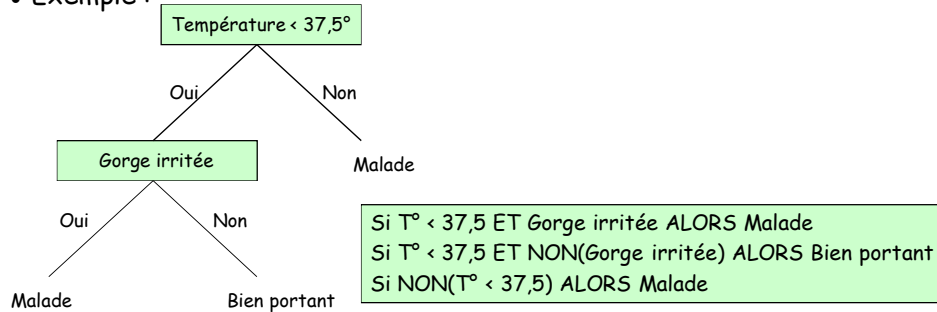 • Exemple :
Température < 37,5°
Oui
Non
Gorge irritée
Malade
Oui
Non
Malade
Bien portant
Si T° < 37,5 ET Gorge irritée ALORS Malade
Si T° < 37,5 ET NON(Gorge irritée) ALORS Bien portant
Si NON(T° < 37,5) ALORS Malade